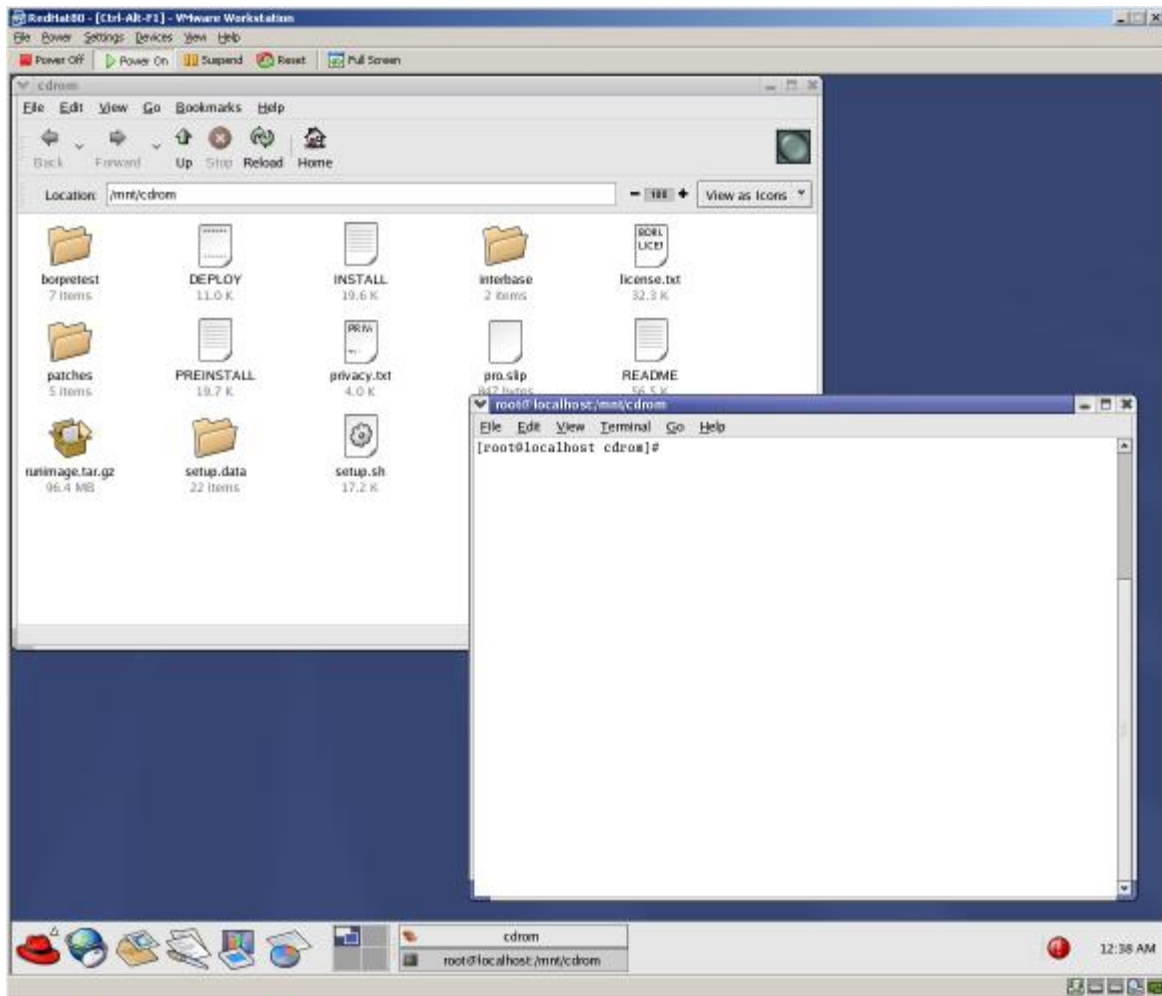 RedHat80 - [Ctrl-Alt-F1] - VMware Workstation
File Power Settings Devices View Help
Power Off Power On Suspend Reset Full Screen
cdrom
File Edit View Go Bookmarks Help
Back Forward Up Stop Reload Home
Location: /mnt/cdrom 100 View as Icons
borpretest DEPLOY INSTALL interbase license.txt
7 items 11.0 K 19.6 K 2 items 32.3 K
patches PREINSTALL privacy.txt pro.slip README
5 items 19.7 K 4.0 K 847 bytes 56.5 K
runimage.tar.gz setup.data setup.sh
96.4 MB 22 items 17.2 K
root@localhost:/mnt/cdrom
File Edit View Terminal Go Help
[root@localhost cdrom]#
cdrom
root@localhost:/mnt/cdrom
12:38 AM